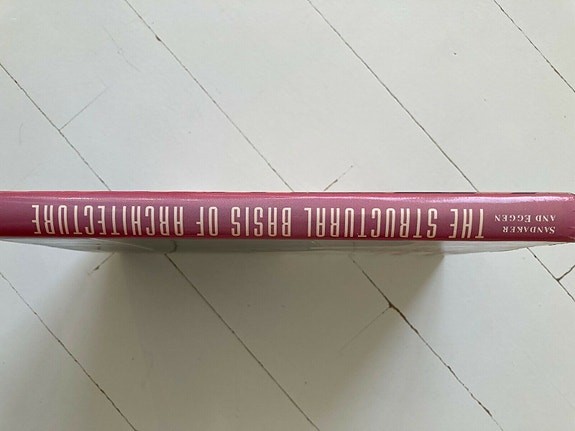 SANDAKER
AND EGGEN
THE STRUCTURAL BASIS OF ARCHITECTURE